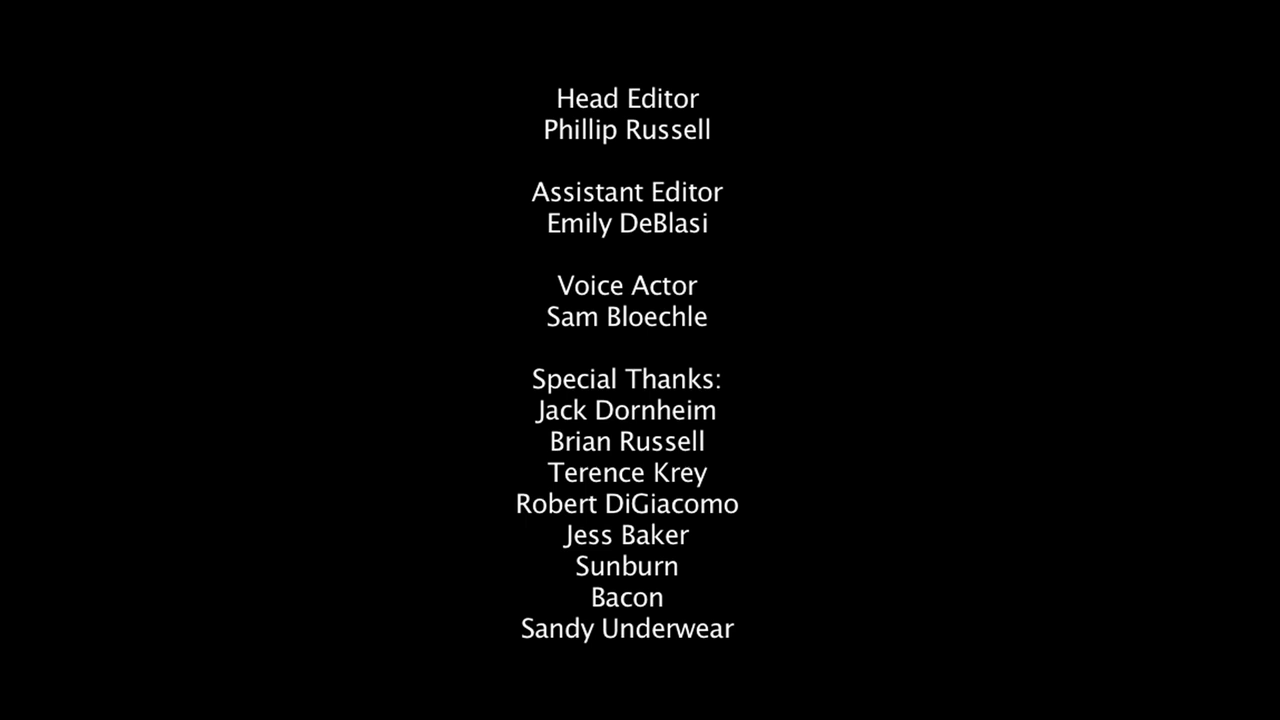 Head Editor
Phillip Russell
Assistant Editor
Emily DeBlasi
Voice Actor
Sam Bloechle
Special Thanks:
Jack Dornheim
Brian Russell
Terence Krey
Robert DiGiacomo
Jess Baker
Sunburn
Bacon
Sandy Underwear